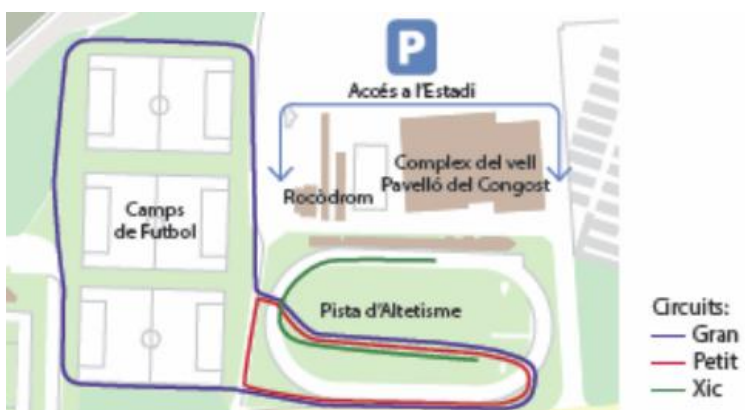 P
Accés a l'Estadi
Complex del vell
Pavelló del Congost
Rocòdrom
Camps
de Futbol
Pista d'Altetisme
Circuits:
Gran
Petit
Xic